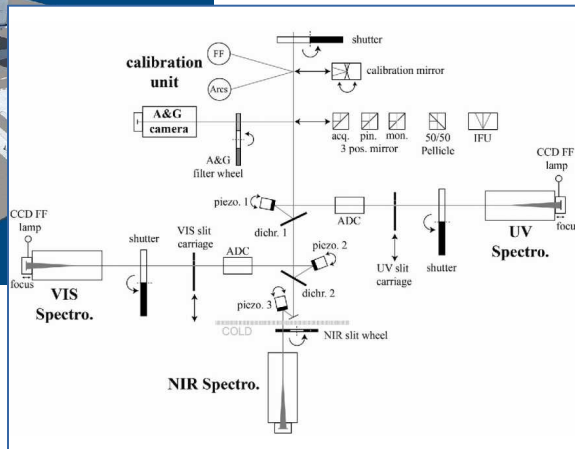 shutter
FF
calibration
unit
calibration mirror
Arcs
A&G
camera
acq.
pin.
mon.
3 pos. mirror
50/50
Pellicle
IFU
A&G
filter wheel
CCD FF
lamp
piezo. 1
ADC
dichr. 1
focus
UV
Spectro.
shutter
UV slit
carriage
CCD FF
lamp
shutter
VIS slit
carriage
ADC
piezo. 2
focus
VIS
Spectro.
dichr. 2
piezo. 3
COLD
NIR slit wheel
NIR Spectro.